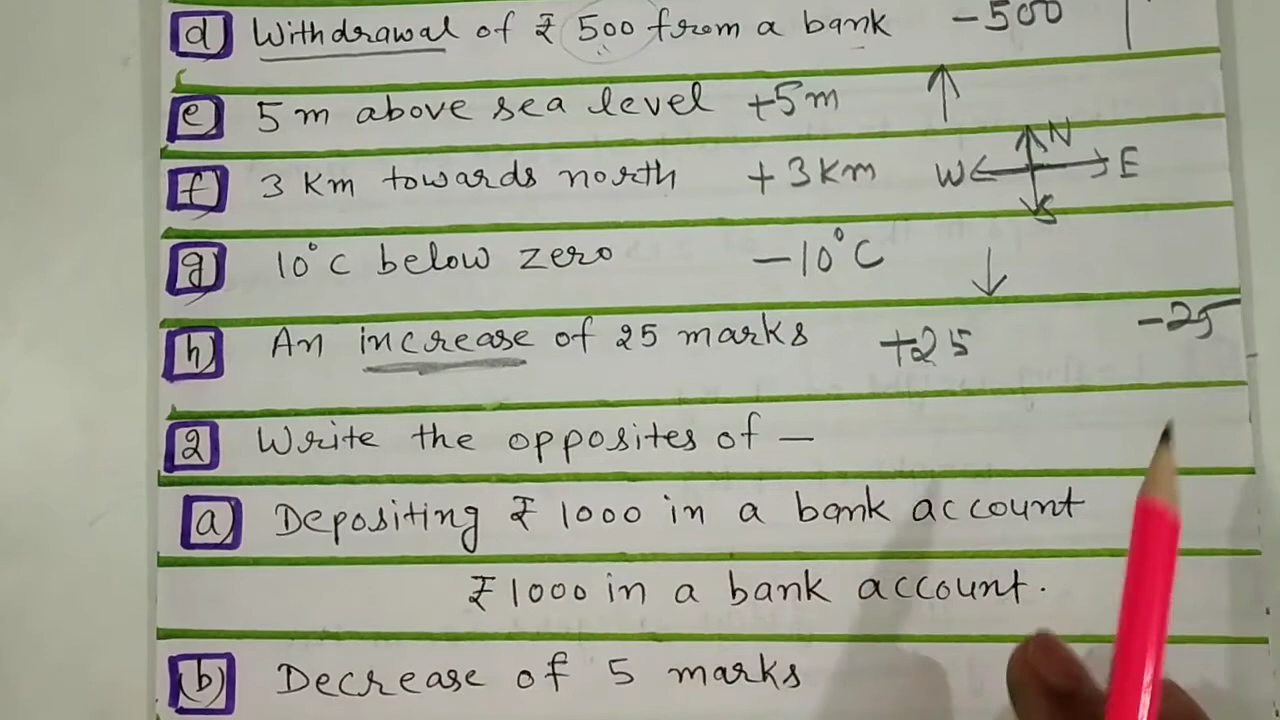 d) Withdrawal of ₹ 500 from a bank -500
e) 5 m above sea level +5m
N
f) 3 Km towards north +3 Km W E
S
g) 10°C below zero -10°C
h) An increase of 25 marks +25 -25
2 Write the opposites of —
a) Depositing ₹ 1000 in a bank account
₹ 1000 in a bank account.
(b) Decrease of 5 marks